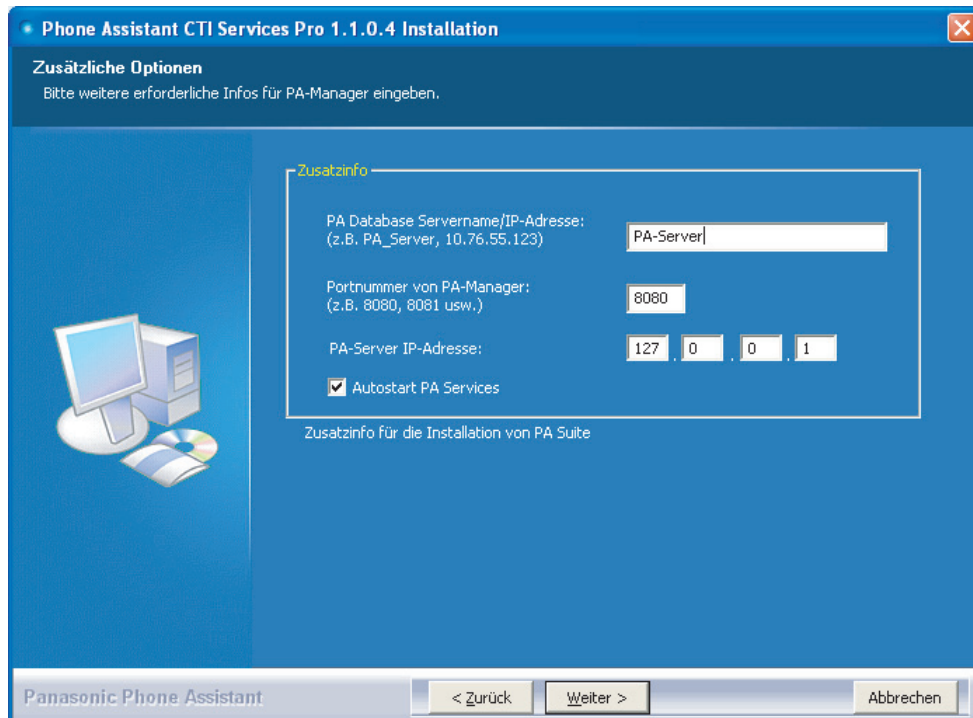 Phone Assistant CTI Services Pro 1.1.0.4 Installation
Zusätzliche Optionen
Bitte weitere erforderliche Infos für PA-Manager eingeben.
Zusatzinfo
PA Database Servername/IP-Adresse:
(z.B. PA_Server, 10.76.55.123)
PA-Server
Portnummer von PA-Manager:
(z.B. 8080, 8081 usw.)
8080
PA-Server IP-Adresse:
127 . 0 . 0 . 1
Autostart PA Services
Zusatzinfo für die Installation von PA Suite
Panasonic Phone Assistant
< Zurück
Weiter >
Abbrechen